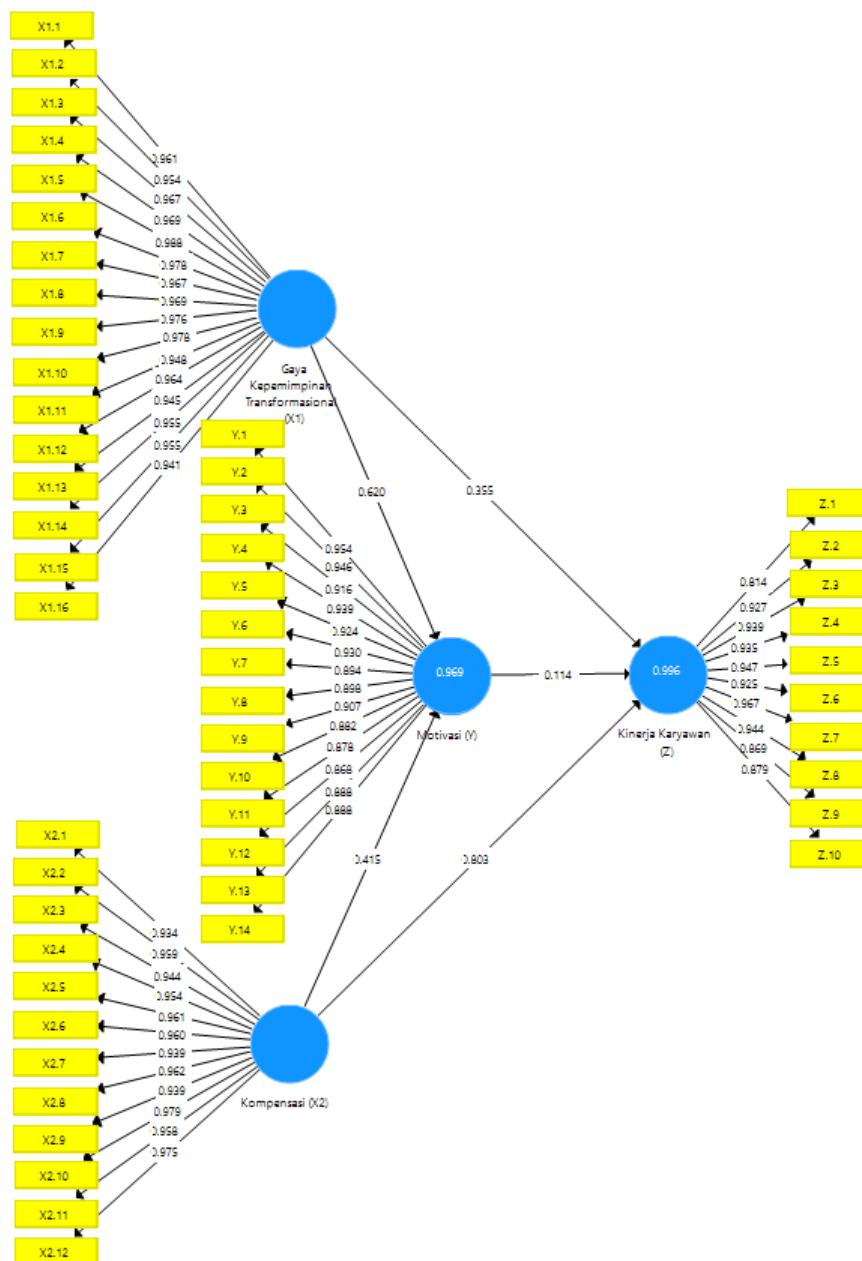 X1.1
X1.2
X1.3
X1.4
X1.5
X1.6
X1.7
X1.8
X1.9
X1.10
X1.11
X1.12
X1.13
X1.14
X1.15
X1.16
0.961
0.954
0.967
0.969
0.988
0.978
0.967
0.969
0.976
0.978
0.948
0.964
0.945
0.955
0.955
0.941
Gaya
Kepemimpinan
Transformasional
(X1)
0.620
0.355
Y.1
Y.2
Y.3
Y.4
Y.5
Y.6
Y.7
Y.8
Y.9
Y.10
Y.11
Y.12
Y.13
Y.14
0.954
0.946
0.916
0.939
0.924
0.930
0.894
0.898
0.907
0.882
0.878
0.868
0.888
0.888
0.969
Motivasi (Y)
0.114
0.996
Kinerja Karyawan
(Z)
0.814
0.927
0.939
0.935
0.947
0.925
0.967
0.944
0.869
0.879
Z.1
Z.2
Z.3
Z.4
Z.5
Z.6
Z.7
Z.8
Z.9
Z.10
0.415
0.803
X2.1
X2.2
X2.3
X2.4
X2.5
X2.6
X2.7
X2.8
X2.9
X2.10
X2.11
X2.12
0.934
0.959
0.944
0.954
0.961
0.960
0.939
0.962
0.939
0.979
0.958
0.975
Kompensasi (X2)